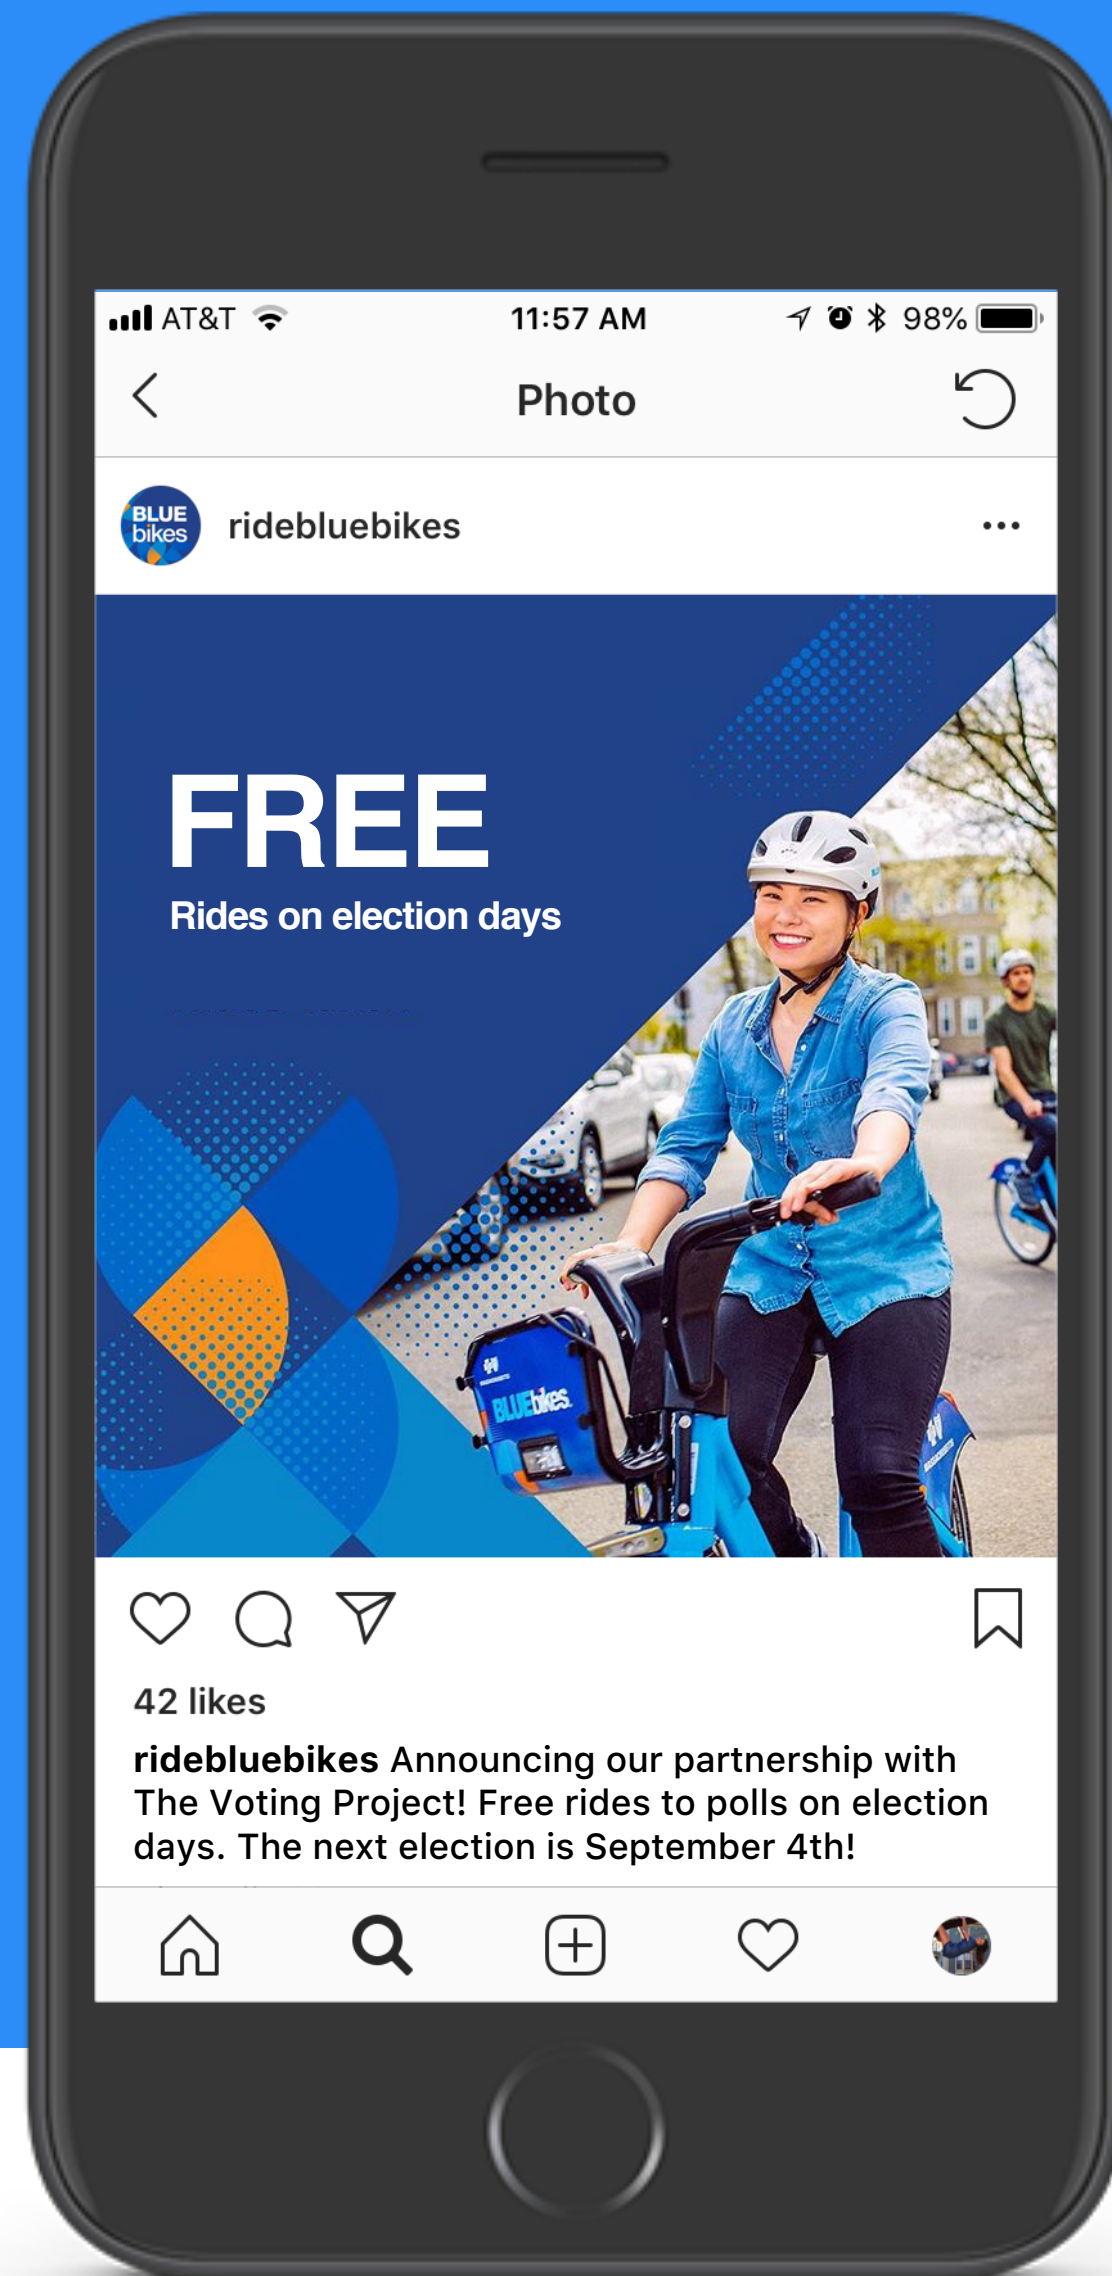 AT&T 11:57 AM 98%
Photo
BLUE
bikes
ridebluebikes
FREE
Rides on election days
BLUEbikes
42 likes
ridebluebikes Announcing our partnership with
The Voting Project! Free rides to polls on election
days. The next election is September 4th!